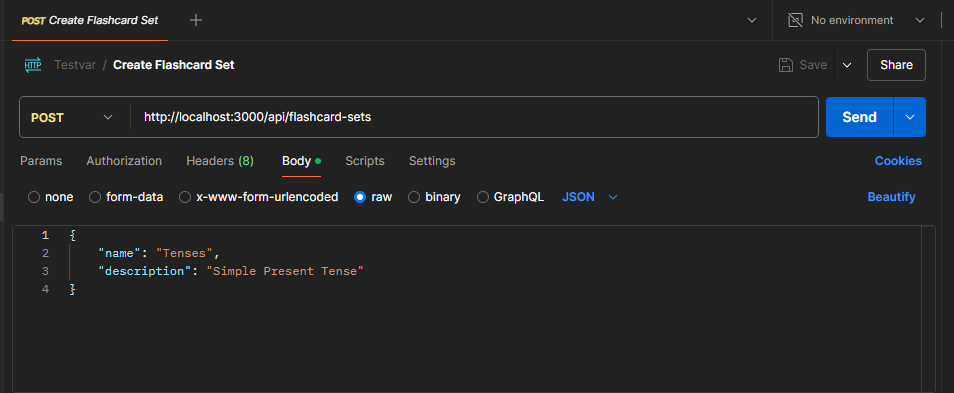 POST Create Flashcard Set
No environment
HTTP Testvar / Create Flashcard Set Save Share
POST http://localhost:3000/api/flashcard-sets Send
Params Authorization Headers (8) Body Scripts Settings Cookies
none form-data x-www-form-urlencoded raw binary GraphQL JSON Beautify
1 {
2 "name": "Tenses",
3 "description": "Simple Present Tense"
4 }